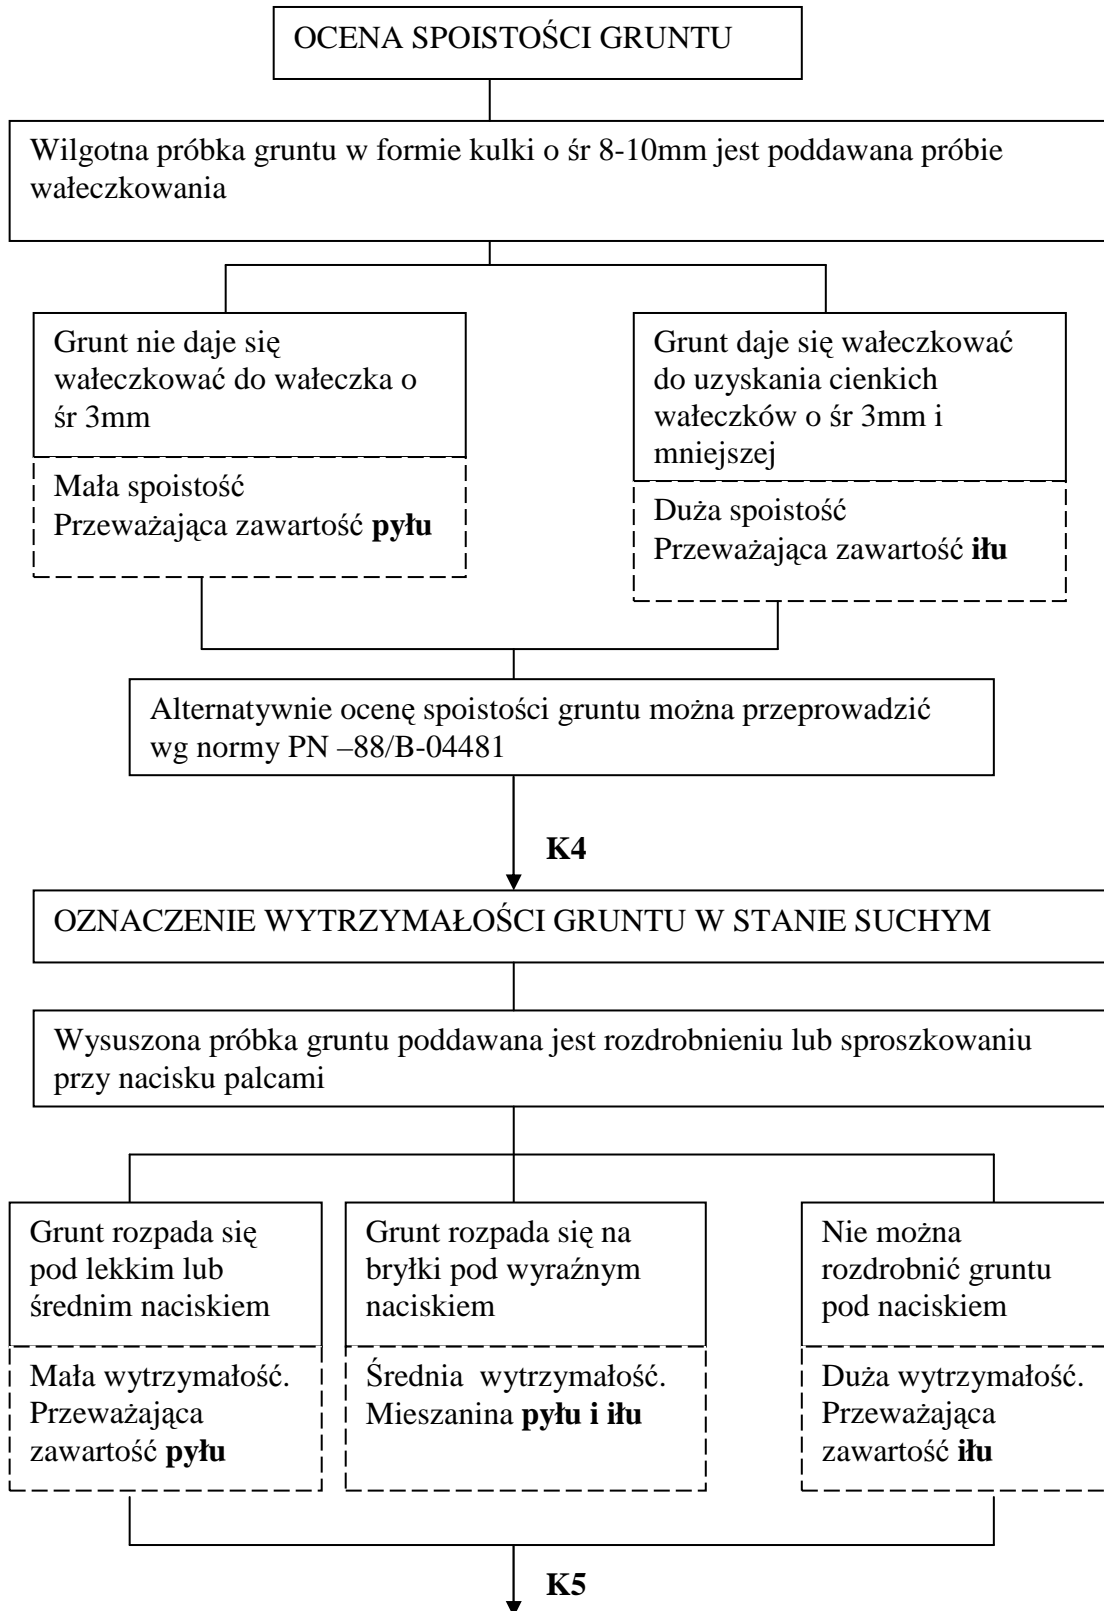 OCENA SPOISTOŚCI GRUNTU
Wilgotna próbka gruntu w formie kulki o śr 8-10mm jest poddawana próbie
wałeczkowania
Grunt nie daje się
wałeczkować do wałeczka o
śr 3mm
Mała spoistość
Przeważająca zawartość pyłu
Grunt daje się wałeczkować
do uzyskania cienkich
wałeczków o śr 3mm i
mniejszej
Duża spoistość
Przeważająca zawartość iłu
Alternatywnie ocenę spoistości gruntu można przeprowadzić
wg normy PN –88/B-04481
K4
OZNACZENIE WYTRZYMAŁOŚCI GRUNTU W STANIE SUCHYM
Wysuszona próbka gruntu poddawana jest rozdrobnieniu lub sproszkowaniu
przy nacisku palcami
Grunt rozpada się
pod lekkim lub
średnim naciskiem
Mała wytrzymałość.
Przeważająca
zawartość pyłu
Grunt rozpada się na
bryłki pod wyraźnym
naciskiem
Średnia wytrzymałość.
Mieszanina pyłu i iłu
Nie można
rozdrobnić gruntu
pod naciskiem
Duża wytrzymałość.
Przeważająca
zawartość iłu
K5